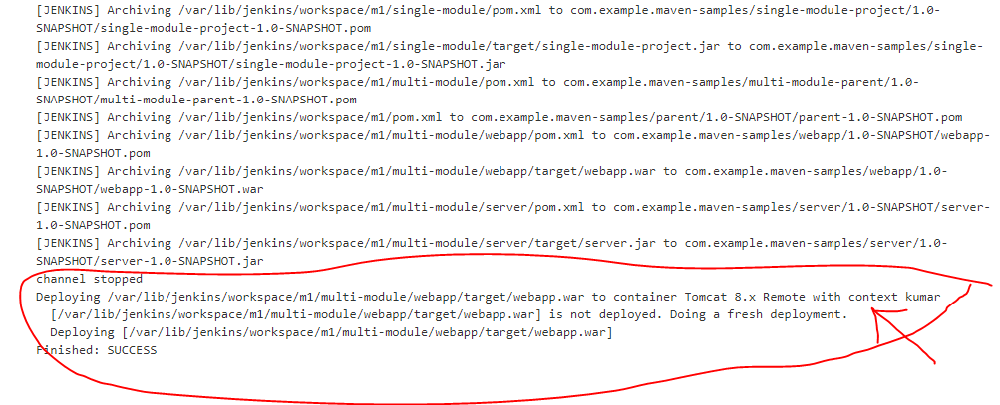 [JENKINS] Archiving /var/lib/jenkins/workspace/m1/single-module/pom.xml to com.example.maven-samples/single-module-project/1.0-
SNAPSHOT/single-module-project-1.0-SNAPSHOT.pom
[JENKINS] Archiving /var/lib/jenkins/workspace/m1/single-module/target/single-module-project.jar to com.example.maven-samples/single-
module-project/1.0-SNAPSHOT/single-module-project-1.0-SNAPSHOT.jar
[JENKINS] Archiving /var/lib/jenkins/workspace/m1/multi-module/pom.xml to com.example.maven-samples/multi-module-parent/1.0-
SNAPSHOT/multi-module-parent-1.0-SNAPSHOT.pom
[JENKINS] Archiving /var/lib/jenkins/workspace/m1/pom.xml to com.example.maven-samples/parent/1.0-SNAPSHOT/parent-1.0-SNAPSHOT.pom
[JENKINS] Archiving /var/lib/jenkins/workspace/m1/multi-module/webapp/pom.xml to com.example.maven-samples/webapp/1.0-SNAPSHOT/webapp-
1.0-SNAPSHOT.pom
[JENKINS] Archiving /var/lib/jenkins/workspace/m1/multi-module/webapp/target/webapp.war to com.example.maven-samples/webapp/1.0-
SNAPSHOT/webapp-1.0-SNAPSHOT.war
[JENKINS] Archiving /var/lib/jenkins/workspace/m1/multi-module/server/pom.xml to com.example.maven-samples/server/1.0-SNAPSHOT/server-
1.0-SNAPSHOT.pom
[JENKINS] Archiving /var/lib/jenkins/workspace/m1/multi-module/server/target/server.jar to com.example.maven-samples/server/1.0-
SNAPSHOT/server-1.0-SNAPSHOT.jar
channel stopped
Deploying /var/lib/jenkins/workspace/m1/multi-module/webapp/target/webapp.war to container Tomcat 8.x Remote with context kumar
[/var/lib/jenkins/workspace/m1/multi-module/webapp/target/webapp.war] is not deployed. Doing a fresh deployment.
Deploying [/var/lib/jenkins/workspace/m1/multi-module/webapp/target/webapp.war]
Finished: SUCCESS